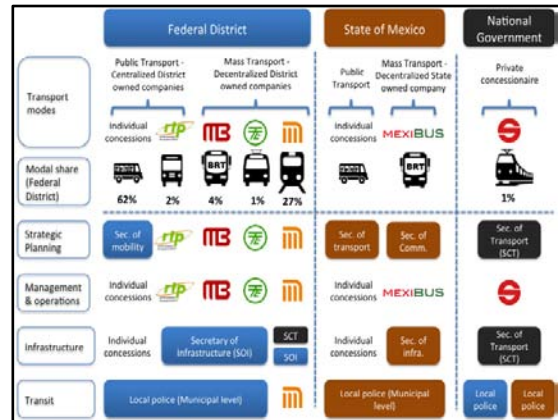 Federal District
State of Mexico
National
Government
Transport
modes
Public Transport -
Centralized District
owned companies
Mass Transport -
Decentralized District
owned companies
Public
Transport
Mass Transport -
Decentralized State
owned company
Private
concessionaire
Individual
concessions
rtp
MB
Individual
concessions
MEXIBUS
Modal share
(Federal
District)
BRT
BRT
62%
2%
4%
1%
27%
1%
Strategic
Planning
Sec. of
mobility
rtp
MB
Sec. of
transport
Sec. of
Comm.
Sec. of
Transport
(SCT)
Management
& operations
Individual
concessions
rtp
MB
Individual
concessions
MEXIBUS
Infrastructure
Individual
concessions
Secretary of
Infrastructure (SOI)
SCT
SOI
Individual
concessions
Sec. of
infra.
Sec. of
Transport
(SCT)
Transit
Local police (Municipal level)
Local police (Municipal level)
Local
police
Local
police